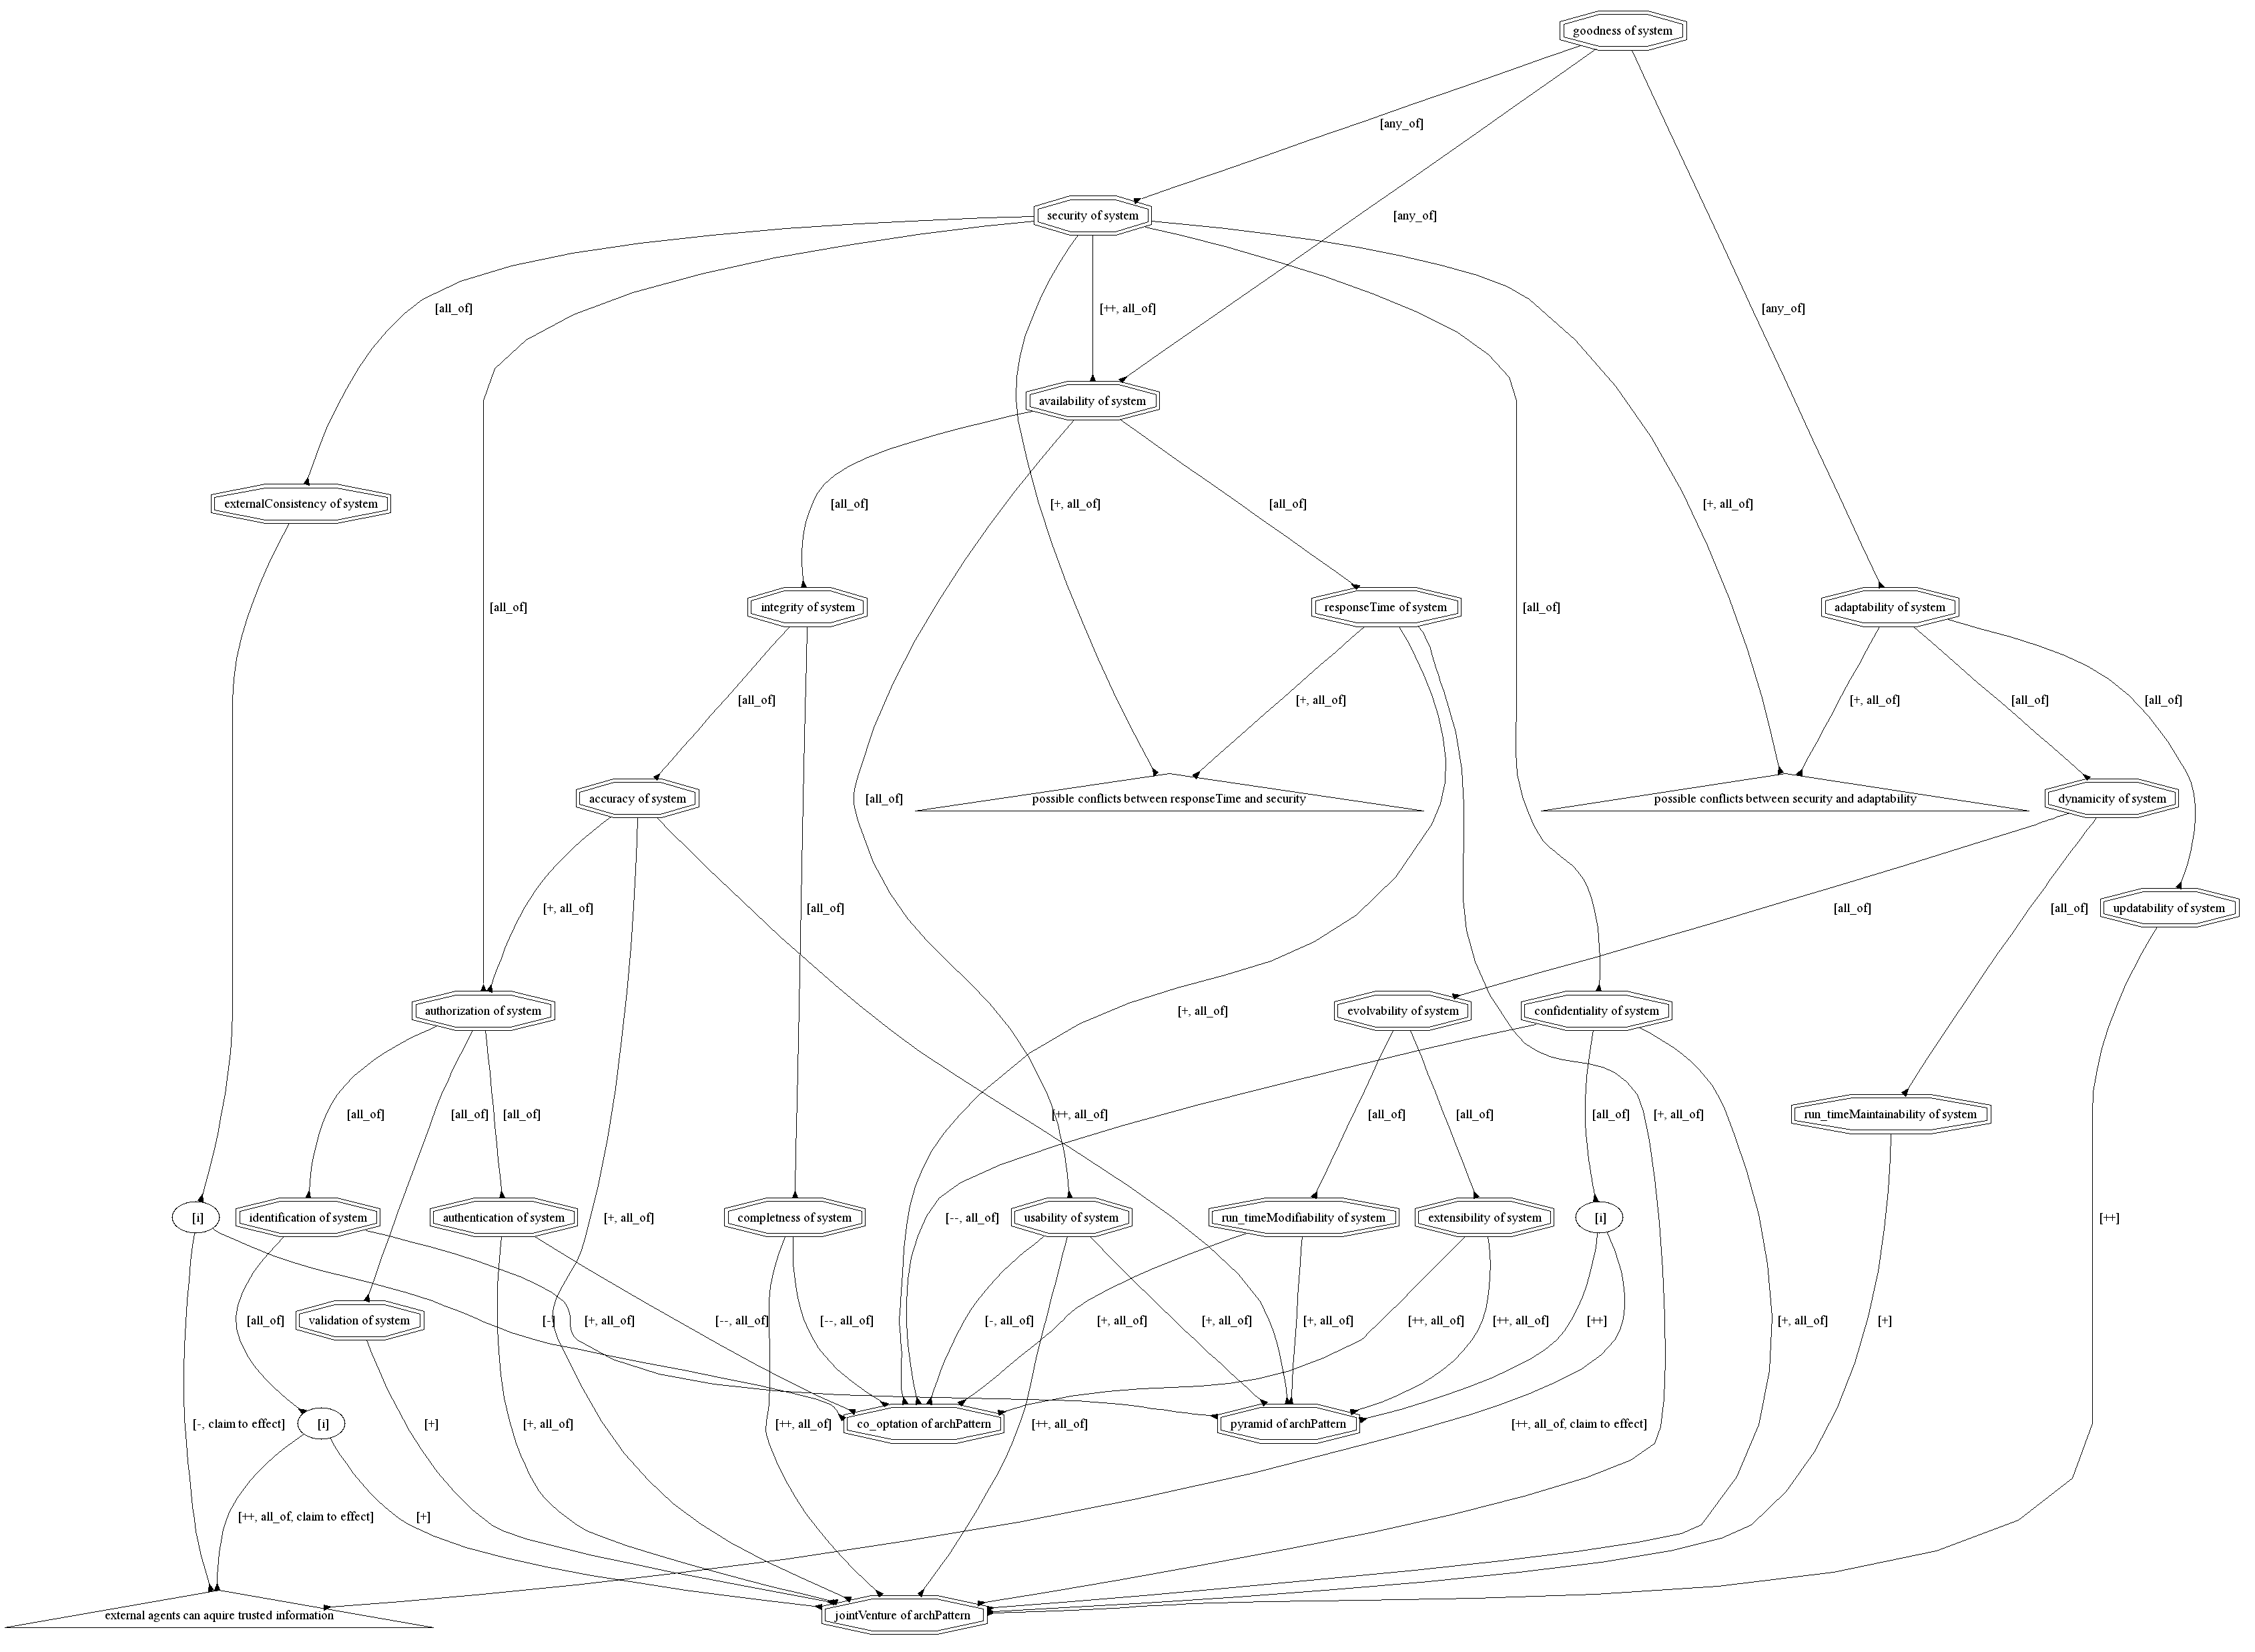 goodness of system
[any_of]
security of system
[any_of]
[all_of]
[++, all_of]
[any_of]
availability of system
externalConsistency of system
[all_of]
[+, all_of]
[all_of]
[+, all_of]
[all_of]
integrity of system
responseTime of system
[all_of]
adaptability of system
[all_of]
[+, all_of]
[+, all_of]
[all_of]
[all_of]
accuracy of system
[all_of]
possible conflicts between responseTime and security
possible conflicts between security and adaptability
dynamicity of system
[+, all_of]
[all_of]
[all_of]
[all_of]
updatability of system
authorization of system
[+, all_of]
evolvability of system
confidentiality of system
[all_of]
[all_of]
[all_of]
[++, all_of]
[all_of]
[all_of]
[all_of]
[+, all_of]
run_timeMaintainability of system
[i]
identification of system
authentication of system
[+, all_of]
completness of system
[--, all_of]
usability of system
run_timeModifiability of system
extensibility of system
[i]
[++]
[all_of]
validation of system
[-]
[+, all_of]
[--, all_of]
[--, all_of]
[-, all_of]
[+, all_of]
[+, all_of]
[+, all_of]
[++, all_of]
[++, all_of]
[++]
[+, all_of]
[+]
[-, claim to effect]
[i]
[+]
[+, all_of]
[++, all_of]
co_optation of archPattern
[++, all_of]
pyramid of archPattern
[++, all_of, claim to effect]
[++, all_of, claim to effect]
[+]
external agents can aquire trusted information
jointVenture of archPattern